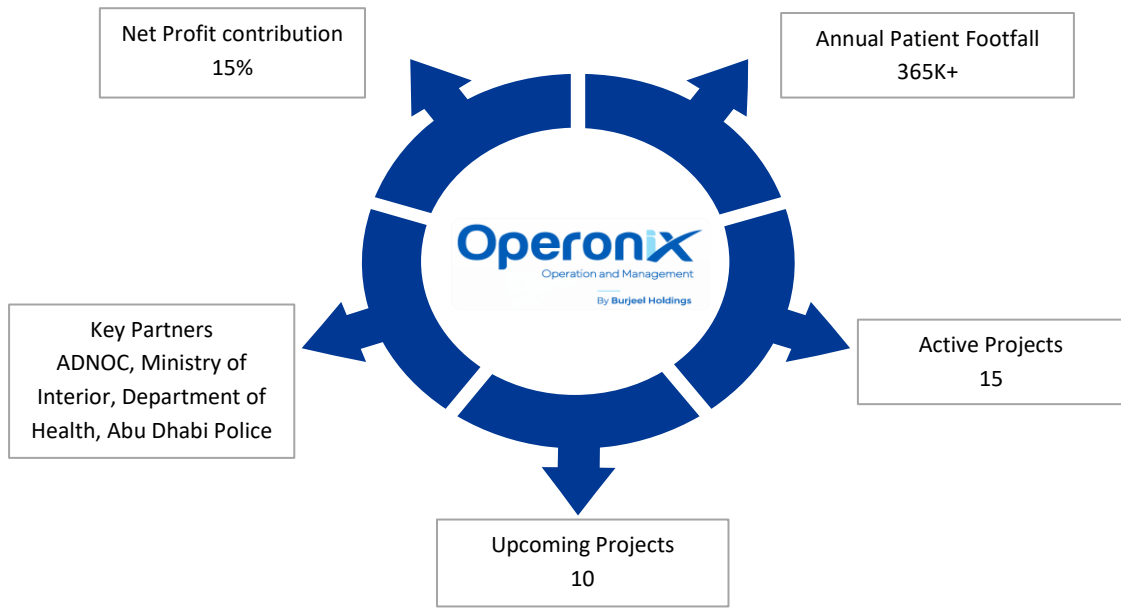 Net Profit contribution
15%
Annual Patient Footfall
365K+
Operonix
Operation and Management
By Burjeel Holdings
Key Partners
ADNOC, Ministry of
Interior, Department of
Health, Abu Dhabi Police
Active Projects
15
Upcoming Projects
10